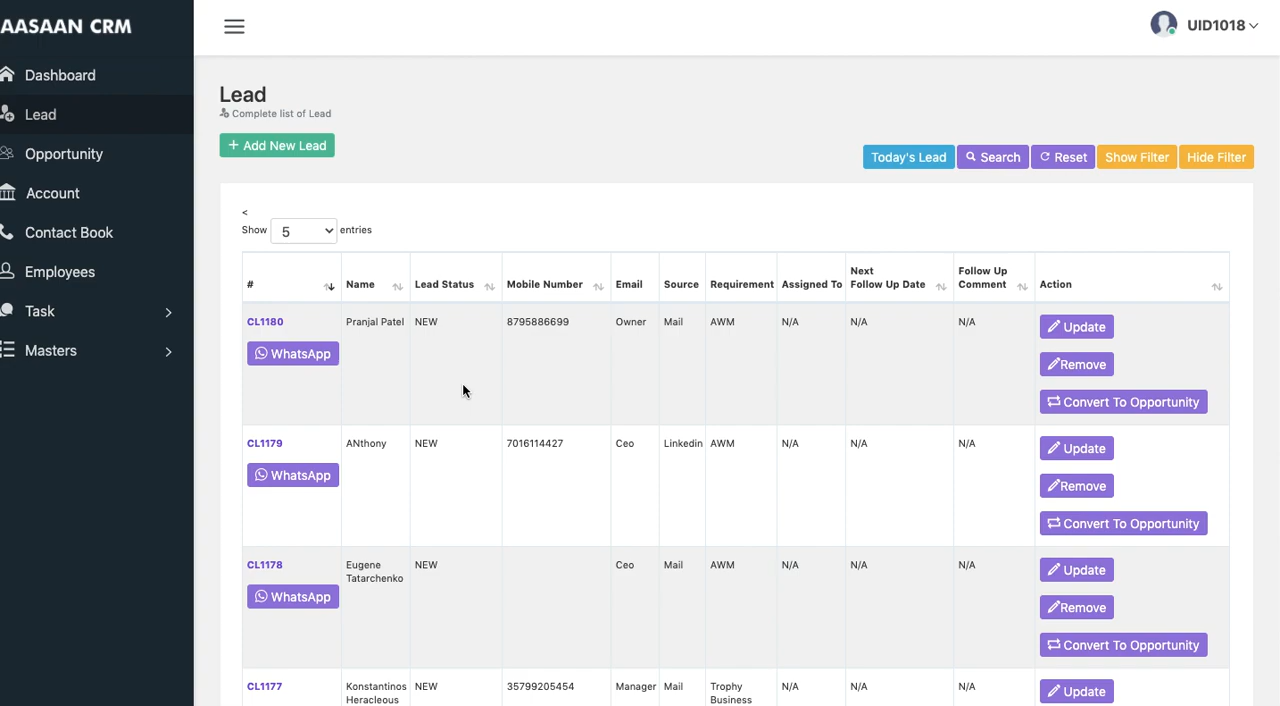 AASAAN CRM
UID1018
Dashboard
Lead
Opportunity
Account
Contact Book
Employees
Task
Masters
Lead
Complete list of Lead
+ Add New Lead
Today's Lead Search Reset Show Filter Hide Filter
<
Show 5 entries
# Name Lead Status Mobile Number Email Source Requirement Assigned To Next Follow Up Date Follow Up Comment Action
CL1180 Pranjal Patel NEW 8795886699 Owner Mail AWM N/A N/A N/A Update
WhatsApp
Remove
Convert To Opportunity
CL1179 ANthony NEW 7016114427 Ceo Linkedin AWM N/A N/A N/A Update
WhatsApp
Remove
Convert To Opportunity
CL1178 Eugene Tatarchenko NEW Ceo Mail AWM N/A N/A N/A Update
WhatsApp
Remove
Convert To Opportunity
CL1177 Konstantinos Heracleous NEW 35799205454 Manager Mail Trophy Business N/A N/A N/A Update